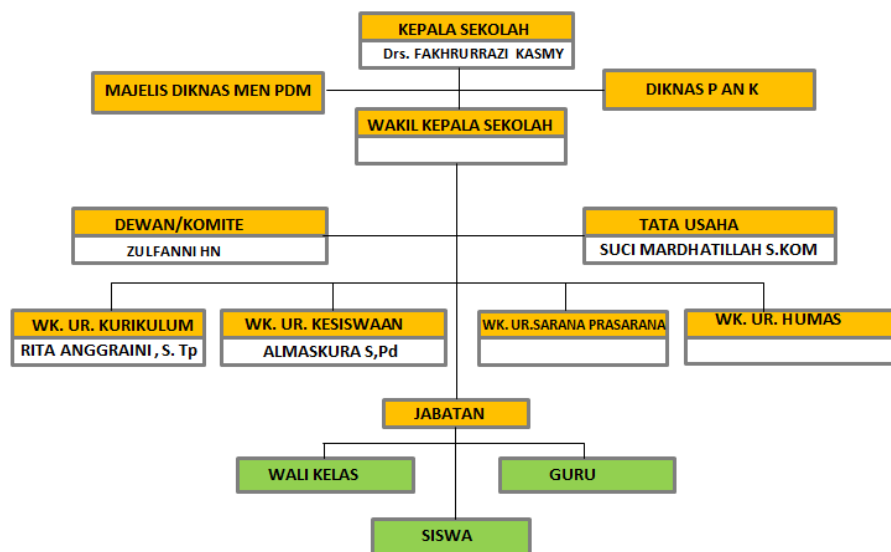 KEPALA SEKOLAH
Drs. FAKHRURRAZI KASMY
MAJELIS DIKNAS MEN PDM
DIKNAS P AN K
WAKIL KEPALA SEKOLAH
DEWAN/KOMITE
ZULFANNI HN
TATA USAHA
SUCI MARDHATILLAH S.KOM
WK. UR. KURIKULUM
RITA ANGGRAINI , S. Tp
WK. UR. KESISWAAN
ALMASKURA S,Pd
WK. UR.SARANA PRASARANA
WK. UR. HUMAS
JABATAN
WALI KELAS
GURU
SISWA